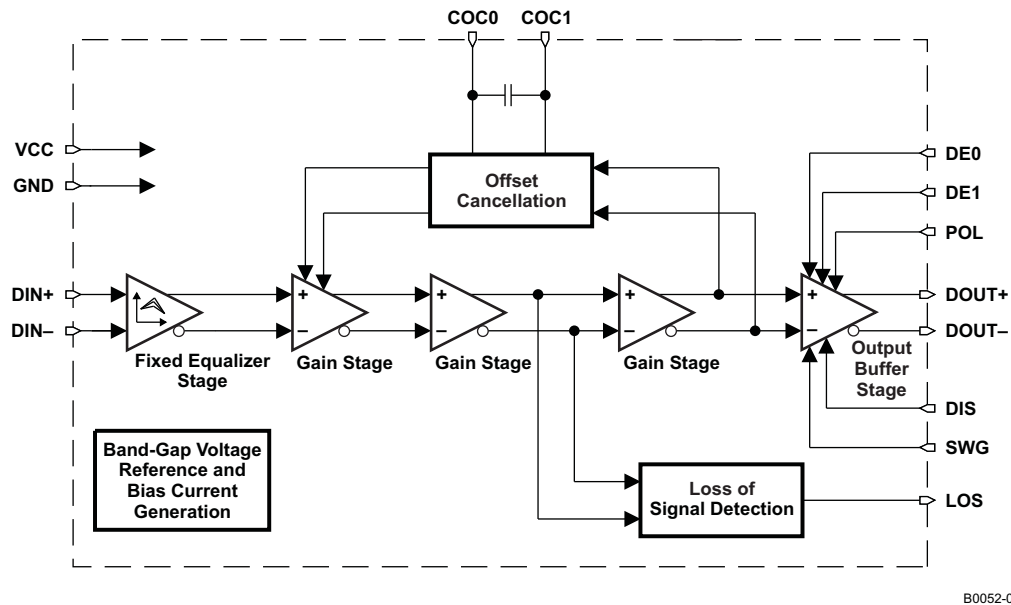 COC0 COC1
VCC
GND
Offset
Cancellation
DE0
DE1
POL
DIN+
DIN–
+
–
+
–
+
–
+
–
DOUT+
DOUT–
Fixed Equalizer
Stage
Gain Stage
Gain Stage
Gain Stage
Output
Buffer
Stage
DIS
SWG
Band-Gap Voltage
Reference and
Bias Current
Generation
Loss of
Signal Detection
LOS